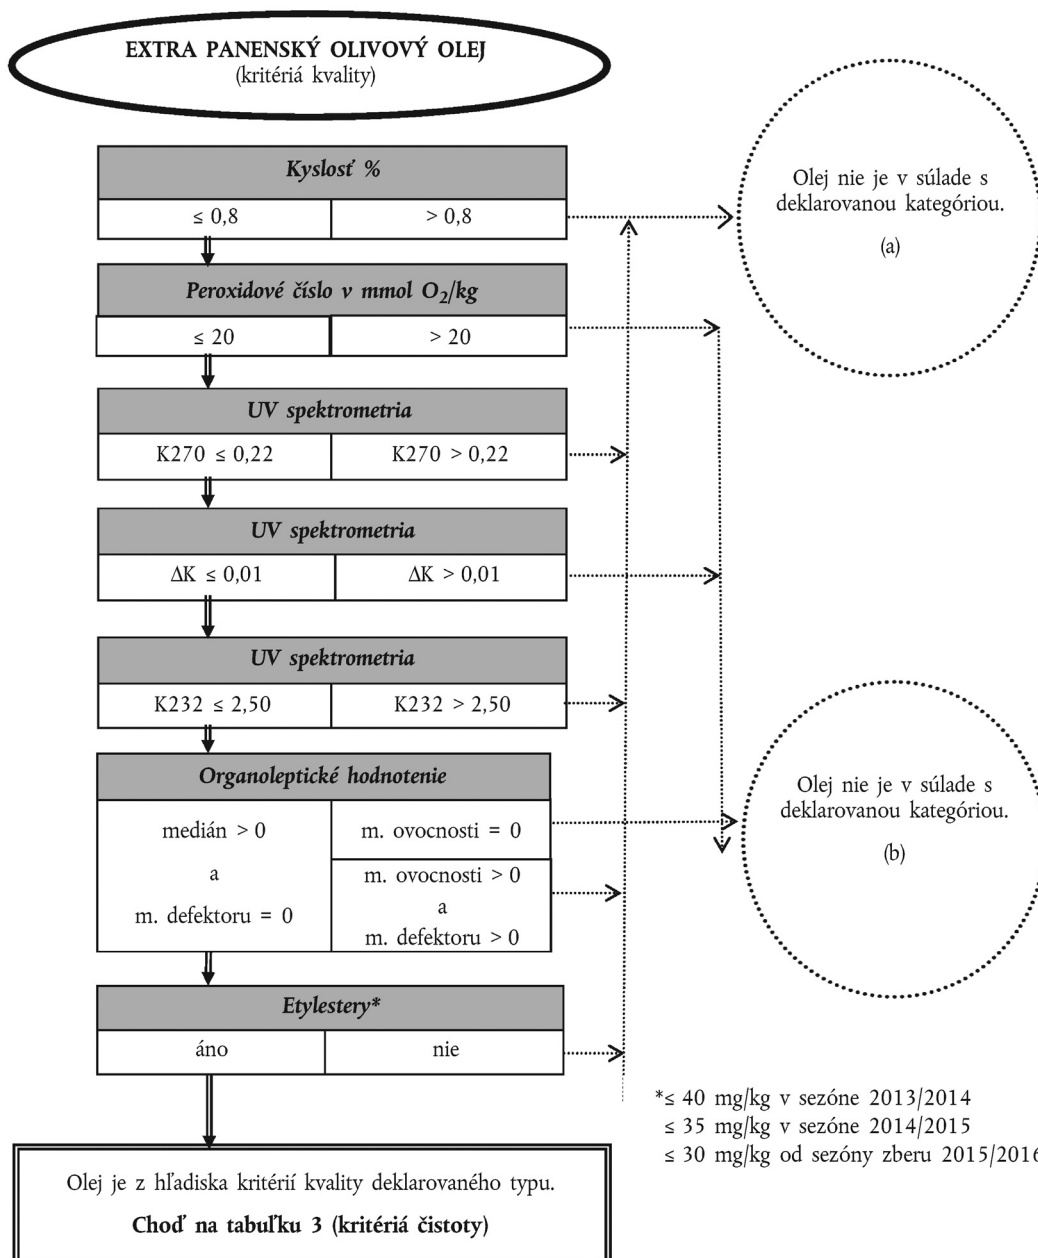 EXTRA PANENSKÝ OLIVOVÝ OLEJ
(kritériá kvality)
Kyslosť %
≤ 0,8
> 0,8
Olej nie je v súlade s
deklarovanou kategóriou.
(a)
Peroxidové číslo v mmol O₂/kg
≤ 20
> 20
UV spektrometria
K270 ≤ 0,22
K270 > 0,22
UV spektrometria
ΔK ≤ 0,01
ΔK > 0,01
UV spektrometria
K232 ≤ 2,50
K232 > 2,50
Organoleptické hodnotenie
medián > 0
a
m. defektoru = 0
m. ovocnosti = 0
m. ovocnosti > 0
a
m. defektoru > 0
Olej nie je v súlade s
deklarovanou kategóriou.
(b)
Etylestery*
áno
nie
*≤ 40 mg/kg v sezóne 2013/2014
≤ 35 mg/kg v sezóne 2014/2015
≤ 30 mg/kg od sezóny zberu 2015/2016
Olej je z hľadiska kritérií kvality deklarovaného typu.
Choď na tabuľku 3 (kritériá čistoty)